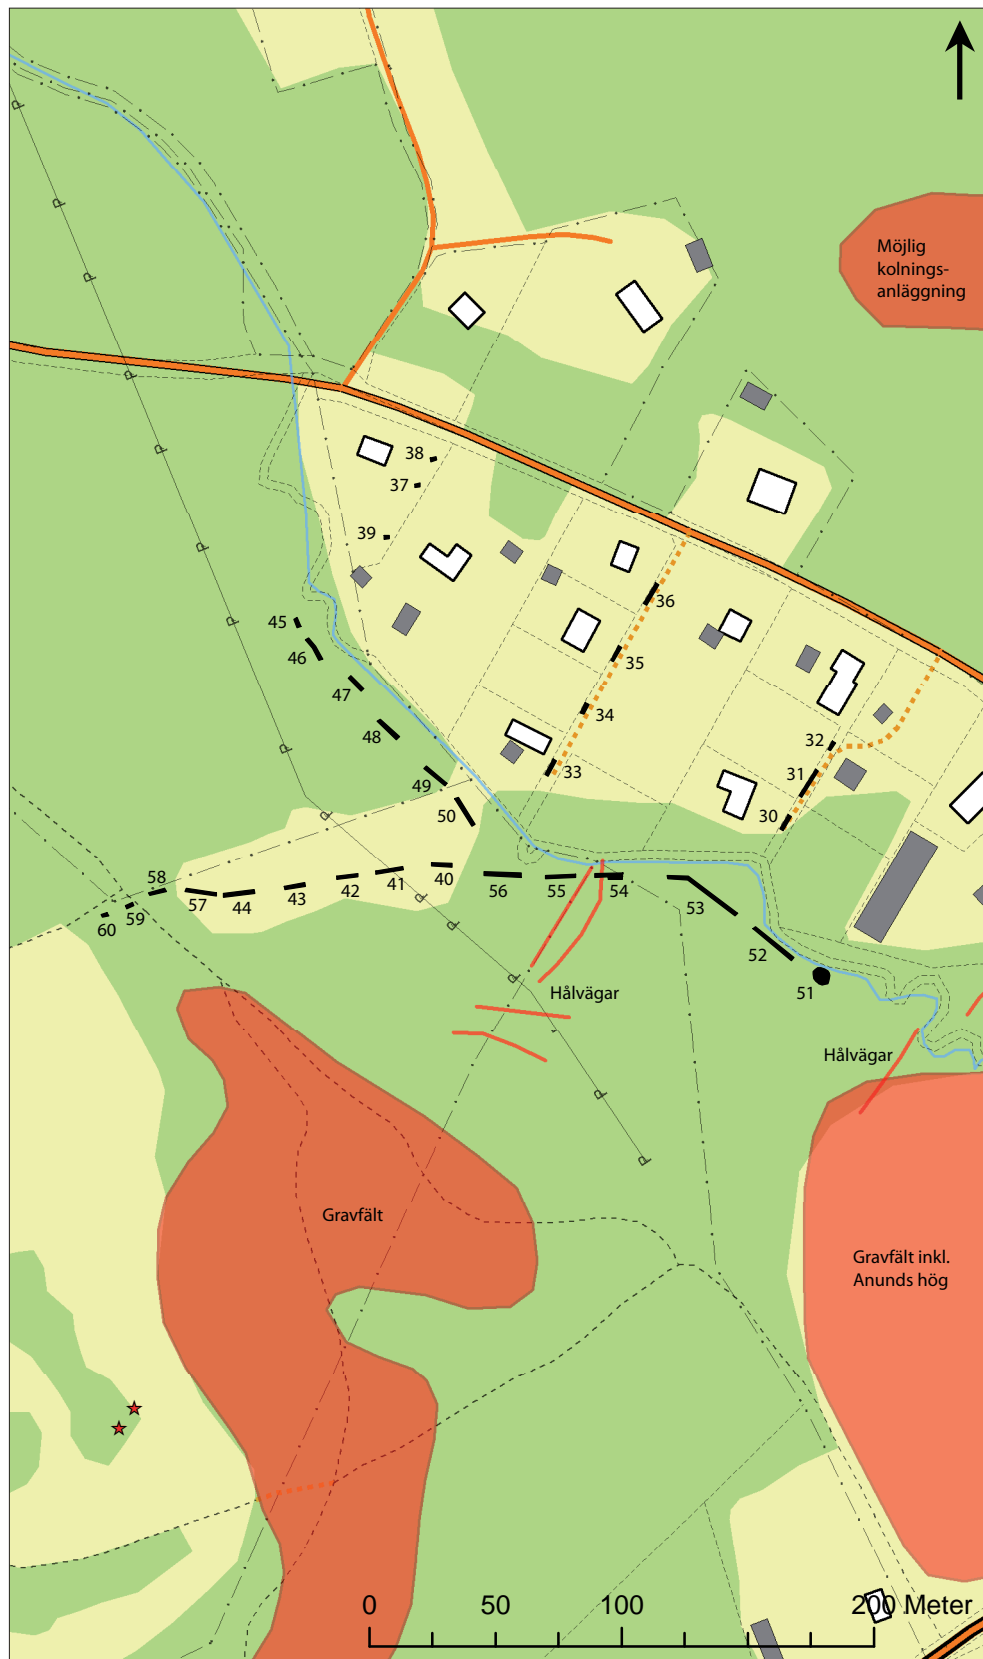 Möjlig
kolnings-
anläggning
38
37
39
36
45
46
35
47
34
48
32
33
31
49
50
30
40
41
42
58
43
56
55
54
57
44
53
59
60
52
51
Hålvägar
Hålvägar
Gravfält
Gravfält inkl.
Anunds hög
0 50 100 200 Meter
P
P
P
P
P
P
P
P
P
P
P
P
P
P